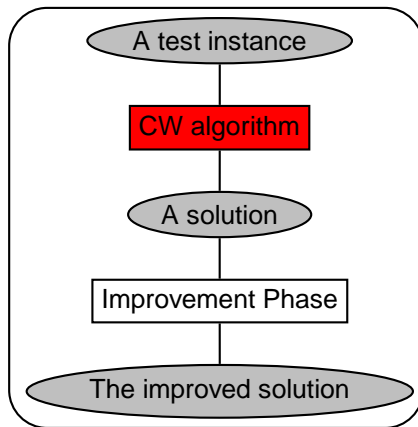 A test instance
CW algorithm
A solution
Improvement Phase
The improved solution